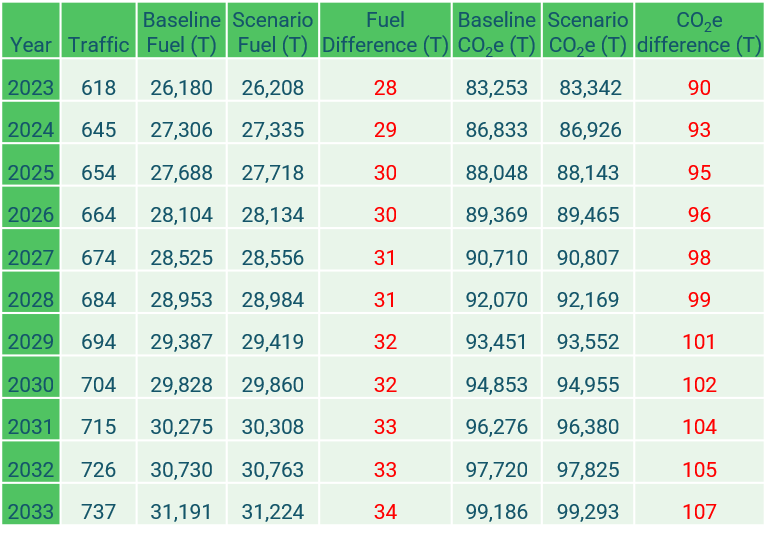 Year Traffic Baseline Fuel (T) Scenario Fuel (T) Fuel Difference (T) Baseline CO₂e (T) Scenario CO₂e (T) CO₂e difference (T)
2023 618 26,180 26,208 28 83,253 83,342 90
2024 645 27,306 27,335 29 86,833 86,926 93
2025 654 27,688 27,718 30 88,048 88,143 95
2026 664 28,104 28,134 30 89,369 89,465 96
2027 674 28,525 28,556 31 90,710 90,807 98
2028 684 28,953 28,984 31 92,070 92,169 99
2029 694 29,387 29,419 32 93,451 93,552 101
2030 704 29,828 29,860 32 94,853 94,955 102
2031 715 30,275 30,308 33 96,276 96,380 104
2032 726 30,730 30,763 33 97,720 97,825 105
2033 737 31,191 31,224 34 99,186 99,293 107